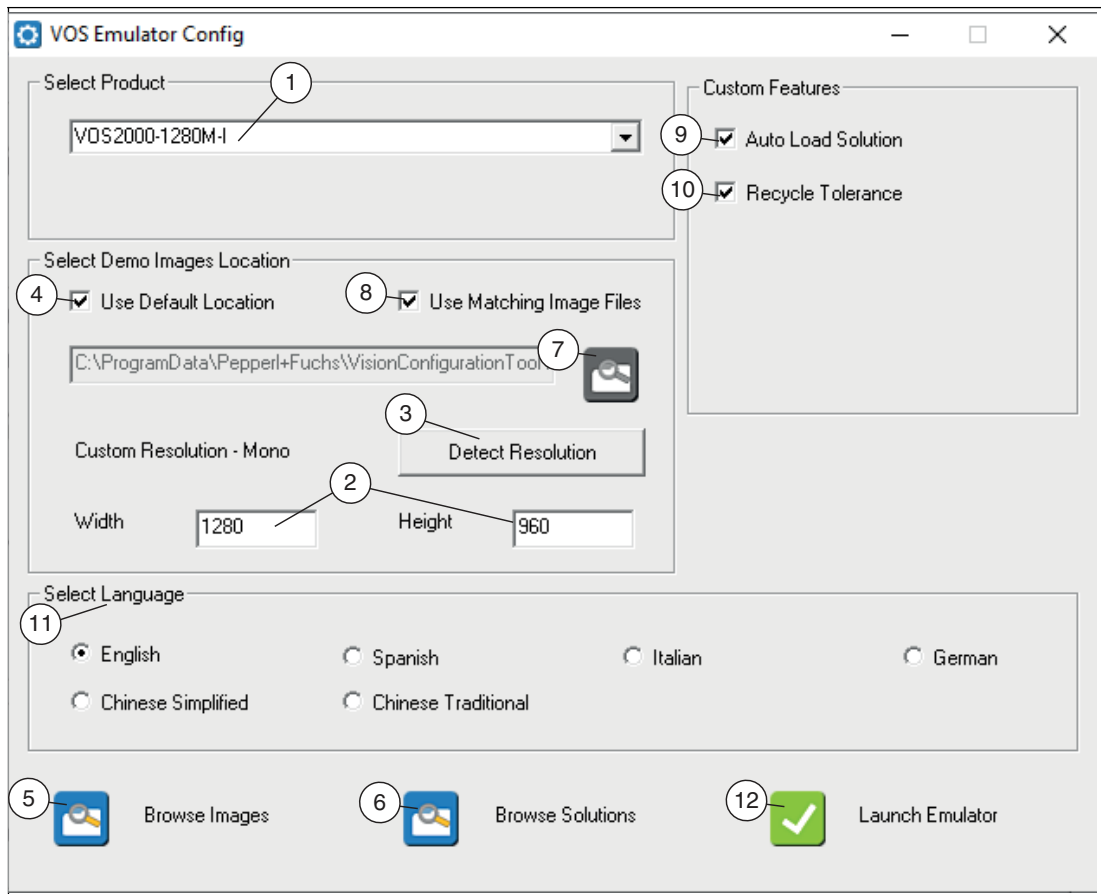 VOS Emulator Config
Select Product
1
VOS2000-1280M-I
Custom Features
9
Auto Load Solution
10
Recycle Tolerance
Select Demo Images Location
4
Use Default Location
8
Use Matching Image Files
C:\ProgramData\Pepperl+Fuchs\VisionConfigurationTool
7
3
Custom Resolution - Mono
Detect Resolution
2
Width
1280
Height
960
Select Language
11
English
Spanish
Italian
German
Chinese Simplified
Chinese Traditional
5
Browse Images
6
Browse Solutions
12
Launch Emulator